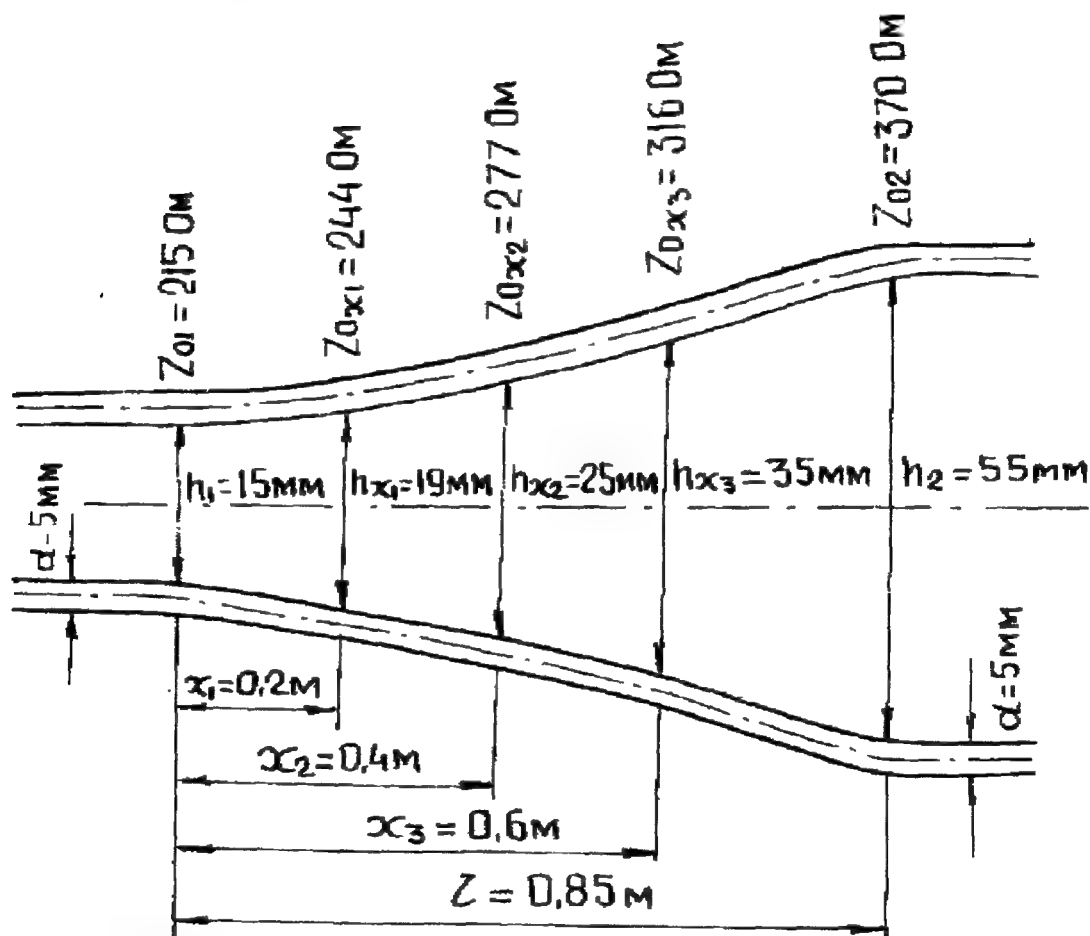 Z₀₁=215 Ом
Z₀ₓ₁=244 Ом
Z₀ₓ₂=277 Ом
Z₀ₓ₃=316 Ом
Z₀₂=370 Ом
h₁=15мм
hₓ₁=19мм
hₓ₂=25мм
hₓ₃=35мм
h₂=55мм
d-5мм
d=5мм
x₁=0,2м
x₂=0,4м
x₃=0,6м
l=0,85м